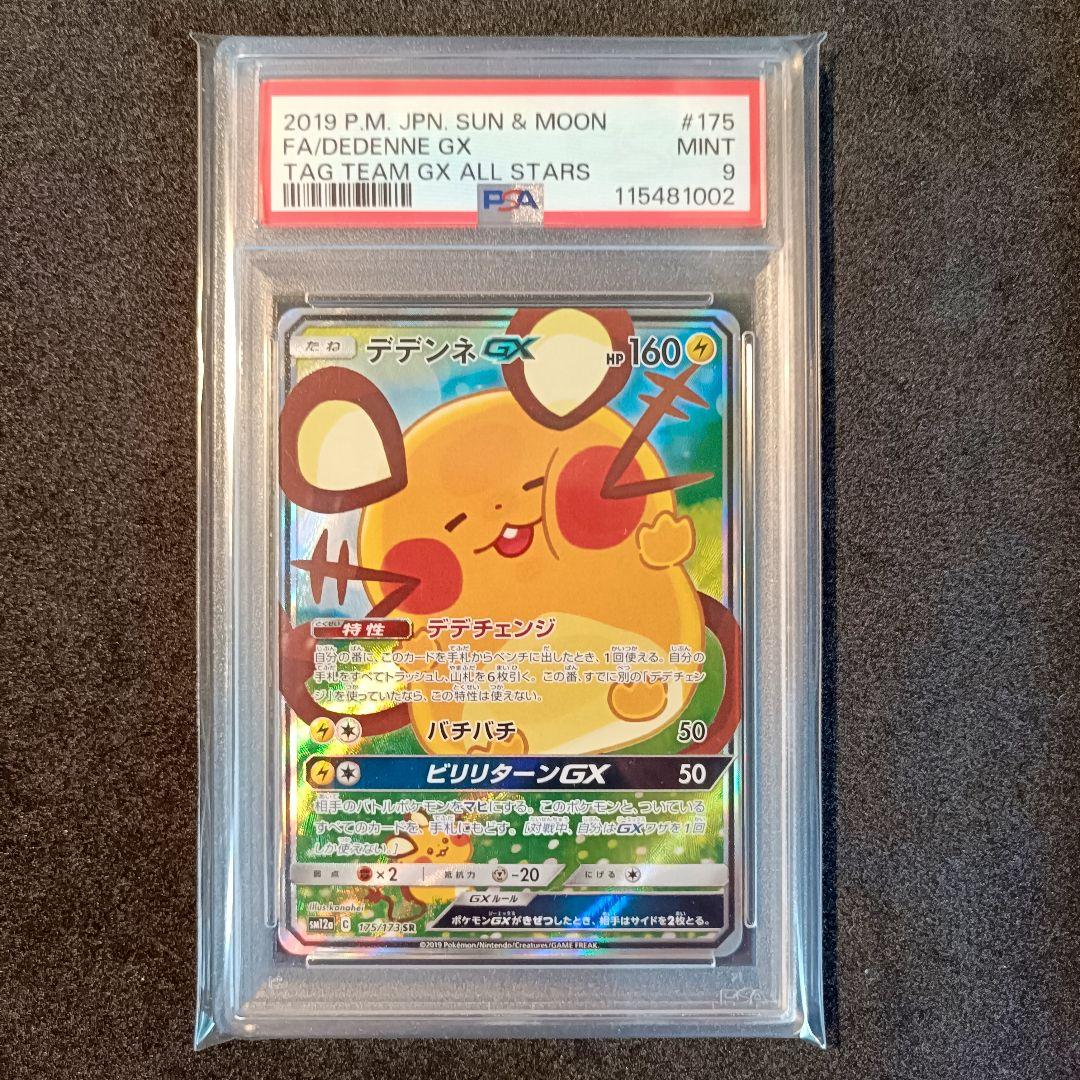 2019 P.M. JPN. SUN & MOON #175
FA/DEDENNE GX MINT
TAG TEAM GX ALL STARS 9
PSA 115481002
たね デデンネGX HP 160
特性 デデチェンジ
自分の番に、このカードを手札からベンチに出したとき、1回使える。自分の
手札をすべてトラッシュし、山札を6枚引く。この番、すでに別の「デデチェン
ジ」を使っていたなら、この特性は使えない。
バチバチ 50
ビリリターンGX 50
相手のバトルポケモンをマヒにする。このポケモンと、ついている
すべてのカードを、手札にもどす。[対戦中、自分はGXワザを1回
しか使えない。]
弱点 ×2 抵抗力 -20 にげる
GXルール
ポケモンGXがきぜつしたとき、相手はサイドを2枚とる。
illus. kanahei
SM12a C 175/173 SR
©2019 Pokémon/Nintendo/Creatures/GAME FREAK.
PSA